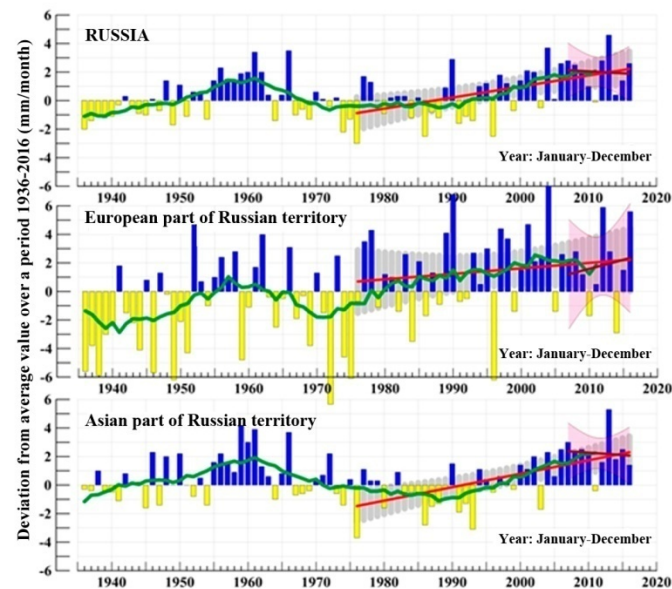 Deviation from average value over a period 1936-2016 (mm/month)
6
RUSSIA
4
2
0
-2
-4
Year: January-December
-6
1940 1950 1960 1970 1980 1990 2000 2010 2020
6
European part of Russian territory
4
2
0
-2
-4
Year: January-December
-6
1940 1950 1960 1970 1980 1990 2000 2010 2020
6
Asian part of Russian territory
4
2
0
-2
-4
Year: January-December
-6
1940 1950 1960 1970 1980 1990 2000 2010 2020